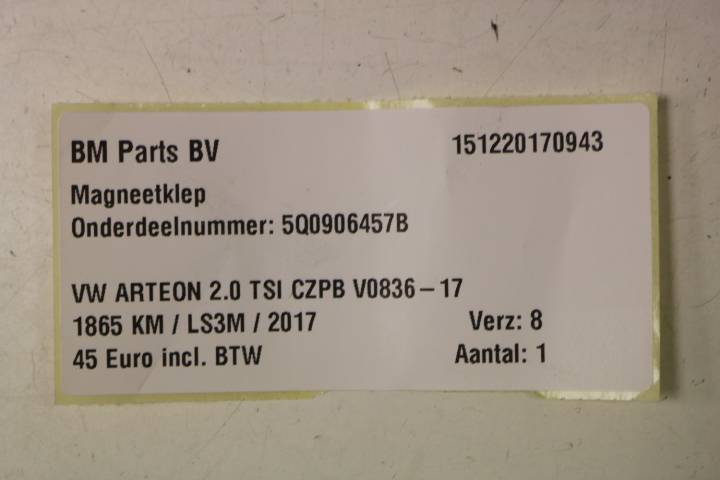 BM Parts BV 151220170943
Magneetklep
Onderdeelnummer: 5Q0906457B
VW ARTEON 2.0 TSI CZPB V0836-17
1865 KM / LS3M / 2017 Verz: 8
45 Euro incl. BTW Aantal: 1